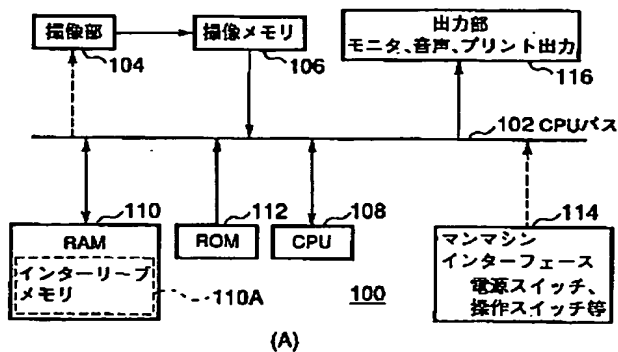 撮像部
104
撮像メモリ
106
出力部
モニタ、音声、プリント出力
116
102 CPUバス
110
RAM
インターリーブ
メモリ
110A
112
ROM
108
CPU
100
114
マンマシン
インターフェース
電源スイッチ、
操作スイッチ等
(A)